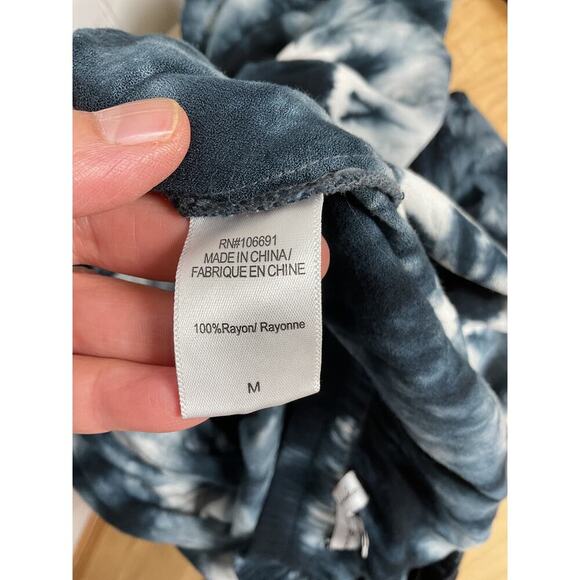 RN#106691
MADE IN CHINA/
FABRIQUE EN CHINE
100%Rayon/ Rayonne
M